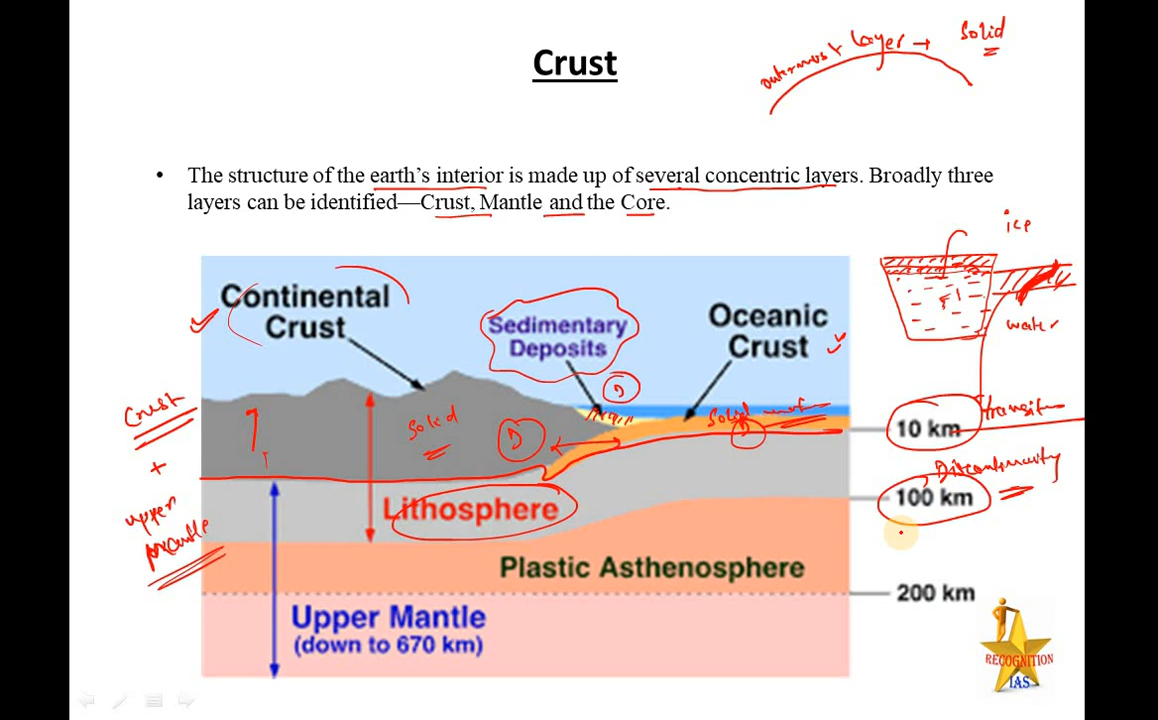 Crust
outermost layer → Solid
• The structure of the earth's interior is made up of several concentric layers. Broadly three
layers can be identified—Crust, Mantle and the Core.
ice
water
Continental
Crust
Sedimentary
Deposits
Oceanic
Crust
Crust
+
upper
mantle
Solid
D
D
Solid
10 km
Discontinuity
100 km
Lithosphere
Plastic Asthenosphere
200 km
Upper Mantle
(down to 670 km)
RECOGNITION
IAS